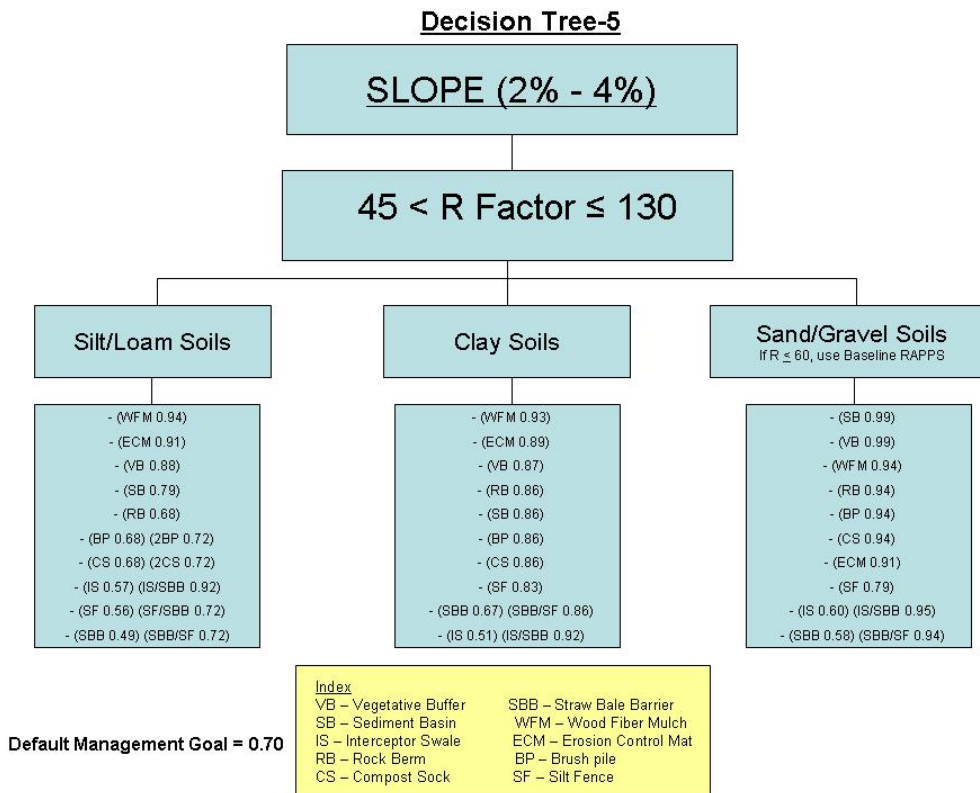 Decision Tree-5
SLOPE (2% - 4%)
45 < R Factor ≤ 130
Silt/Loam Soils
- (WFM 0.94)
- (ECM 0.91)
- (VB 0.88)
- (SB 0.79)
- (RB 0.68)
- (BP 0.68) (2BP 0.72)
- (CS 0.68) (2CS 0.72)
- (IS 0.57) (IS/SBB 0.92)
- (SF 0.56) (SF/SBB 0.72)
- (SBB 0.49) (SBB/SF 0.72)
Clay Soils
- (WFM 0.93)
- (ECM 0.89)
- (VB 0.87)
- (RB 0.86)
- (SB 0.86)
- (BP 0.86)
- (CS 0.86)
- (SF 0.83)
- (SBB 0.67) (SBB/SF 0.86)
- (IS 0.51) (IS/SBB 0.92)
Sand/Gravel Soils
If R ≤ 60, use Baseline RAPPS
- (SB 0.99)
- (VB 0.99)
- (WFM 0.94)
- (RB 0.94)
- (BP 0.94)
- (CS 0.94)
- (ECM 0.91)
- (SF 0.79)
- (IS 0.60) (IS/SBB 0.95)
- (SBB 0.58) (SBB/SF 0.94)
Default Management Goal = 0.70
Index
VB – Vegetative Buffer SBB – Straw Bale Barrier
SB – Sediment Basin WFM – Wood Fiber Mulch
IS – Interceptor Swale ECM – Erosion Control Mat
RB – Rock Berm BP – Brush pile
CS – Compost Sock SF – Silt Fence